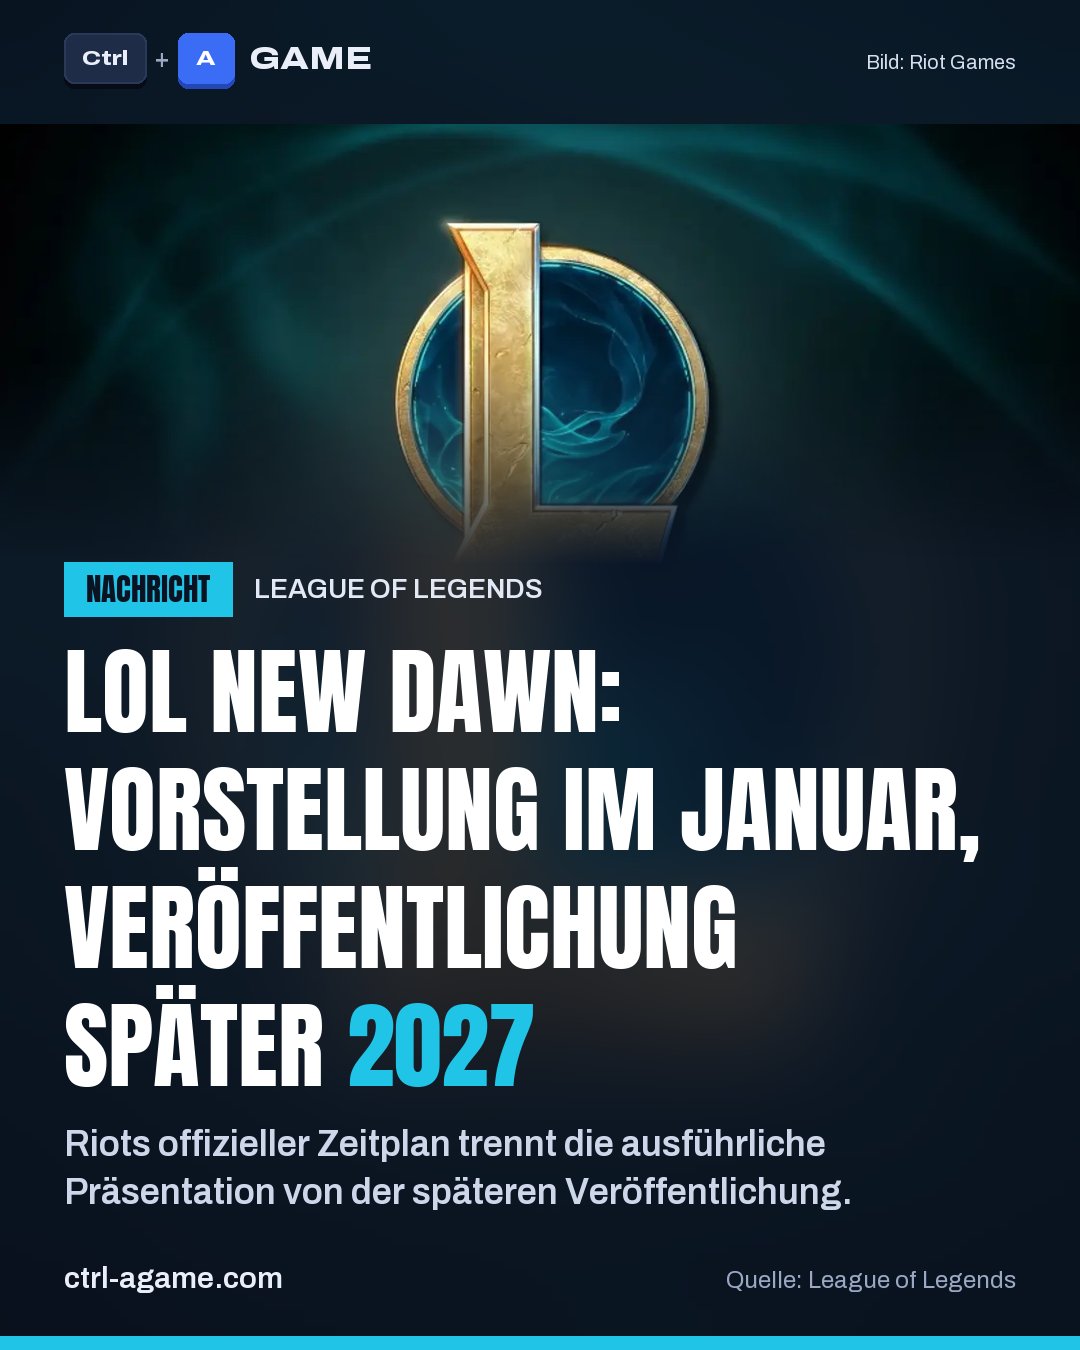 Ctrl + A GAME
Bild: Riot Games
NACHRICHT LEAGUE OF LEGENDS
LOL NEW DAWN:
VORSTELLUNG IM JANUAR,
VERÖFFENTLICHUNG
SPÄTER 2027
Riots offizieller Zeitplan trennt die ausführliche
Präsentation von der späteren Veröffentlichung.
ctrl-agame.com
Quelle: League of Legends